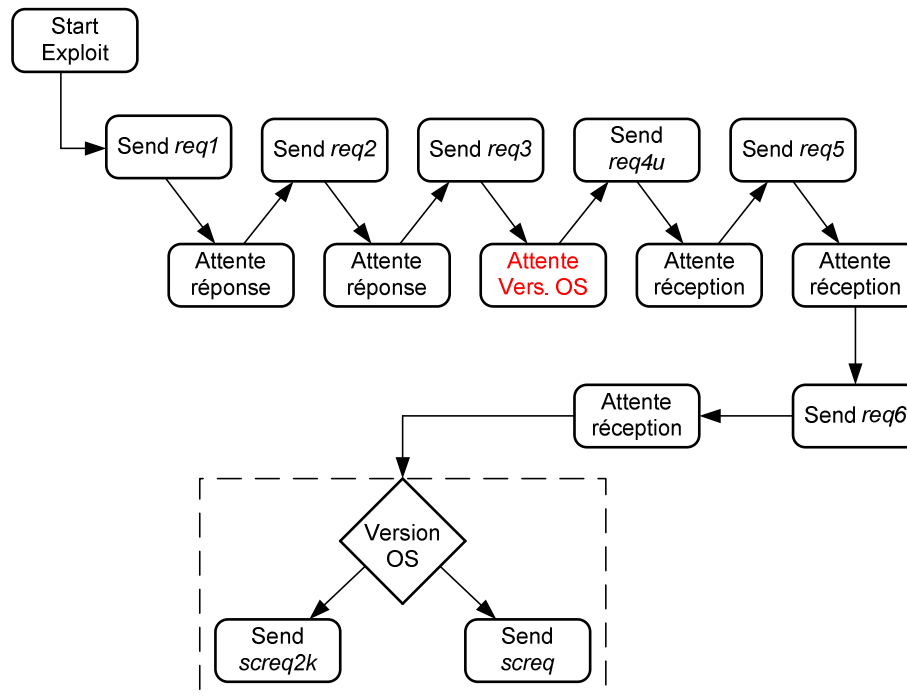 Start
Exploit
Send req1
Send req2
Send req3
Send
req4u
Send req5
Attente
réponse
Attente
réponse
Attente
Vers. OS
Attente
réception
Attente
réception
Attente
réception
Send req6
Version
OS
Send
screq2k
Send
screq